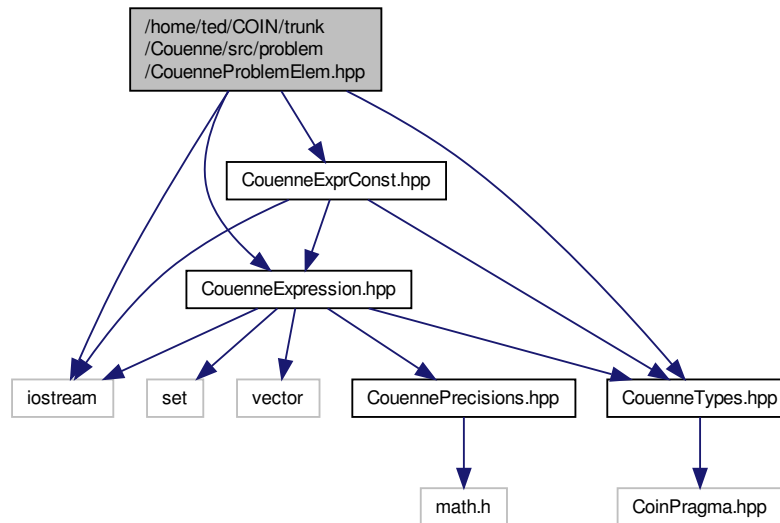 /home/ted/COIN/trunk
/Couenne/src/problem
/CouenneProblemElem.hpp
CouenneExprConst.hpp
CouenneExpression.hpp
iostream
set
vector
CouennePrecisions.hpp
CouenneTypes.hpp
math.h
CoinPragma.hpp